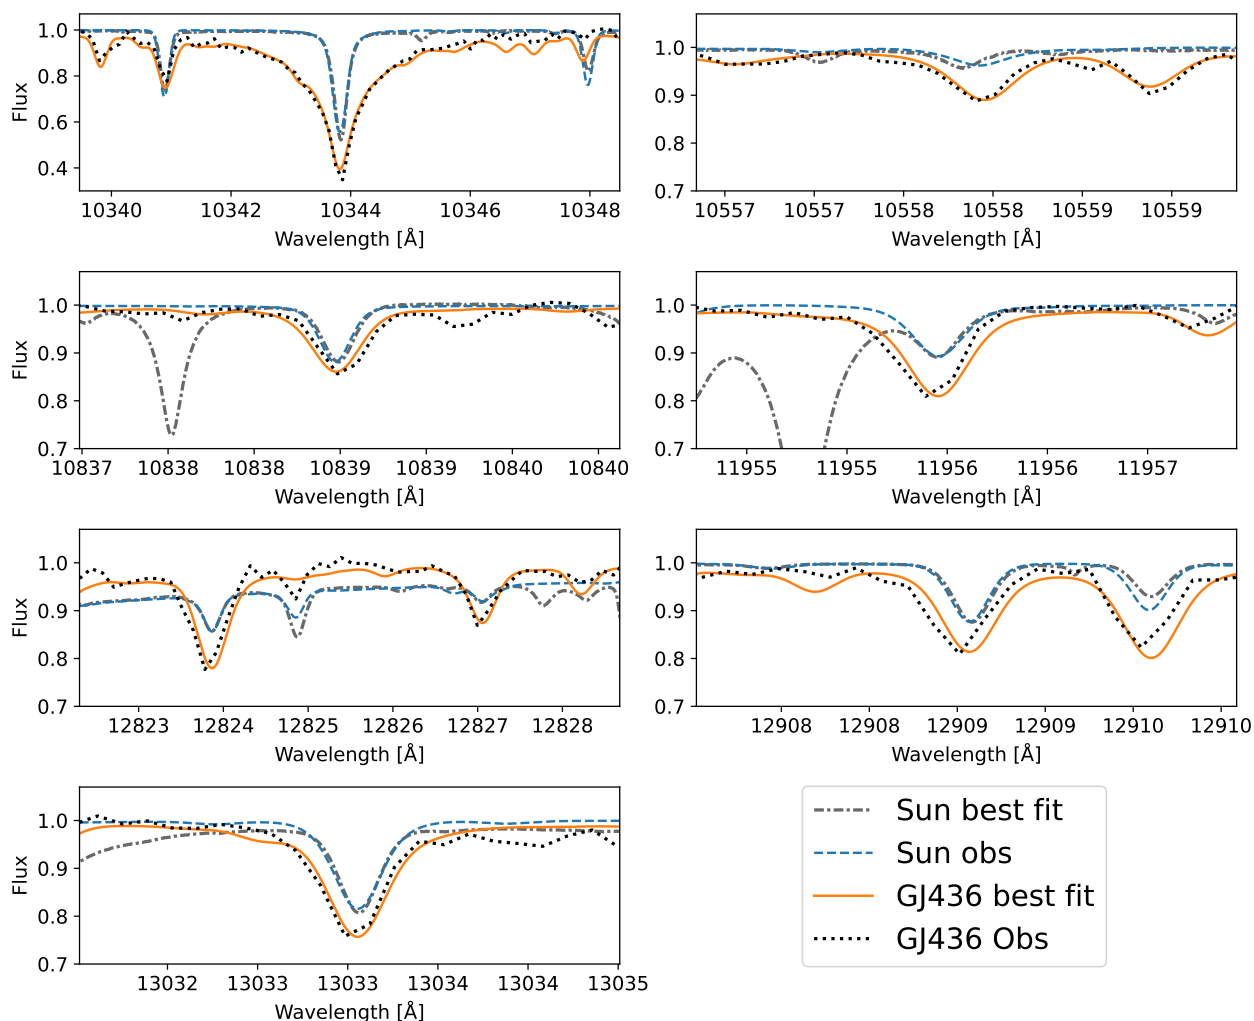 1.0
0.8
0.6
0.4
Flux
10340 10342 10344 10346 10348
Wavelength [Å]
1.0
0.9
0.8
0.7
10557 10557 10558 10558 10559 10559
Wavelength [Å]
1.0
0.9
0.8
0.7
Flux
10837 10838 10838 10839 10839 10840 10840
Wavelength [Å]
1.0
0.9
0.8
0.7
11955 11955 11956 11956 11957
Wavelength [Å]
1.0
0.9
0.8
0.7
Flux
12823 12824 12825 12826 12827 12828
Wavelength [Å]
1.0
0.9
0.8
0.7
12908 12908 12909 12909 12910 12910
Wavelength [Å]
1.0
0.9
0.8
0.7
Flux
13032 13033 13033 13034 13034 13035
Wavelength [Å]
Sun best fit
Sun obs
GJ436 best fit
GJ436 Obs